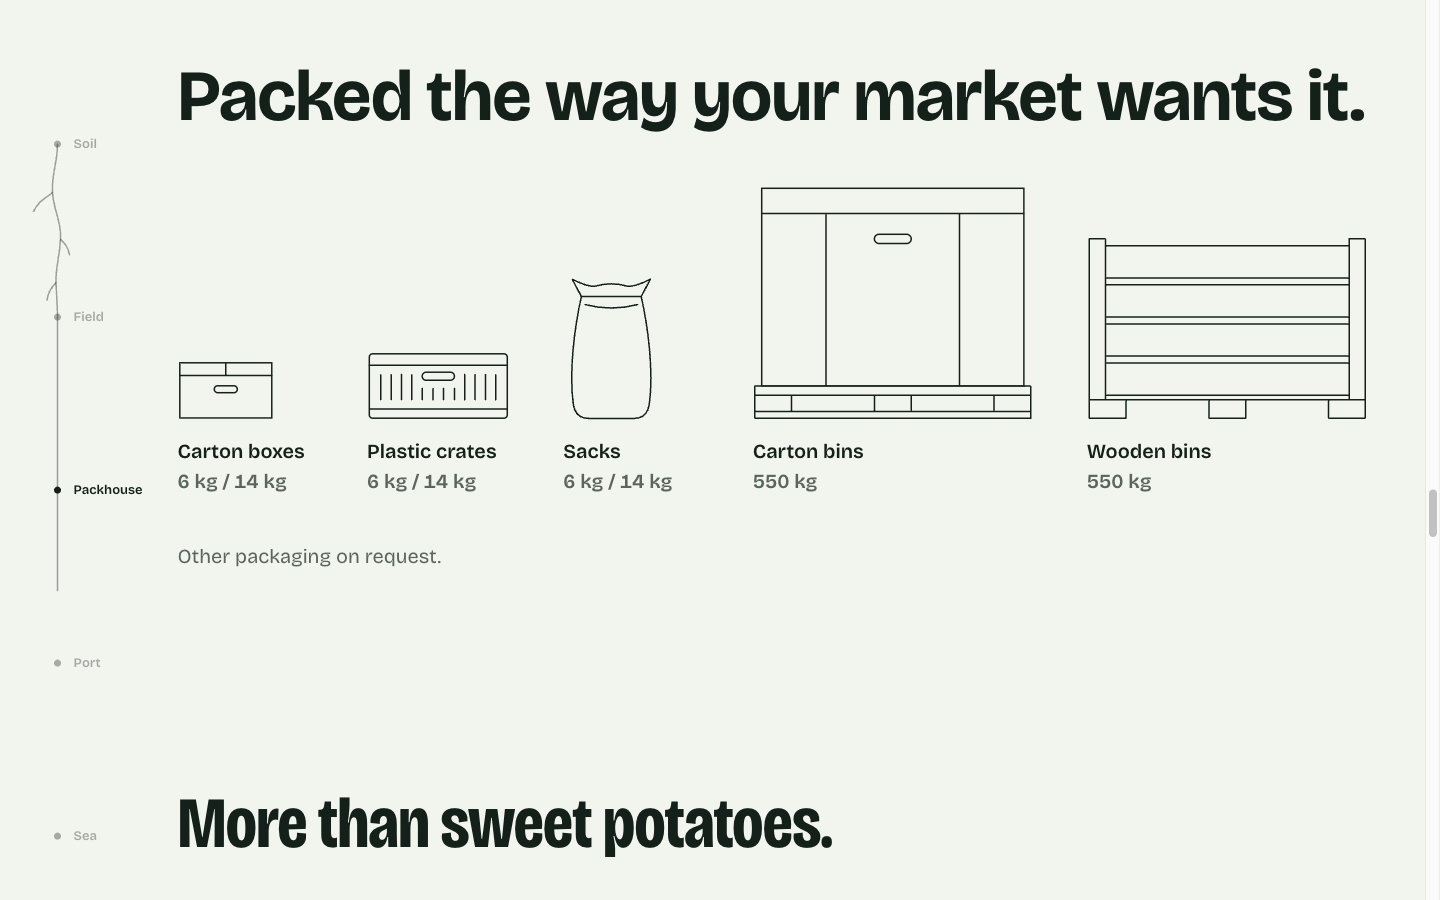 Packed the way your market wants it.
Soil
Field
Packhouse
Port
Sea
Carton boxes
6 kg / 14 kg
Plastic crates
6 kg / 14 kg
Sacks
6 kg / 14 kg
Carton bins
550 kg
Wooden bins
550 kg
Other packaging on request.
More than sweet potatoes.